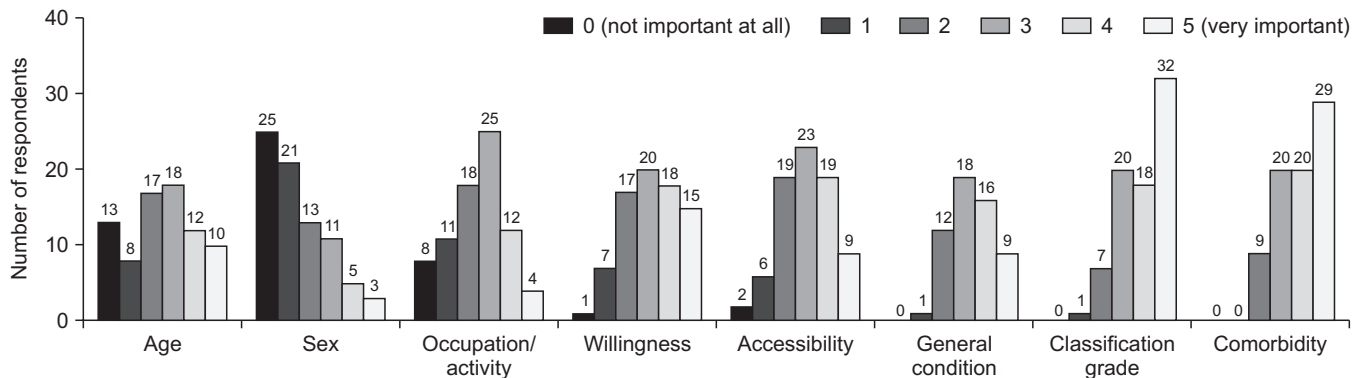 Number of respondents
40
30
20
10
0
0 (not important at all) 1 2 3 4 5 (very important)
13 8 17 18 12 10
25 21 13 11 5 3
8 11 18 25 12 4
1 7 17 20 18 15
2 6 19 23 19 9
0 1 12 18 16 9
0 1 7 20 18 32
0 0 9 20 20 29
Age
Sex
Occupation/
activity
Willingness
Accessibility
General
condition
Classification
grade
Comorbidity